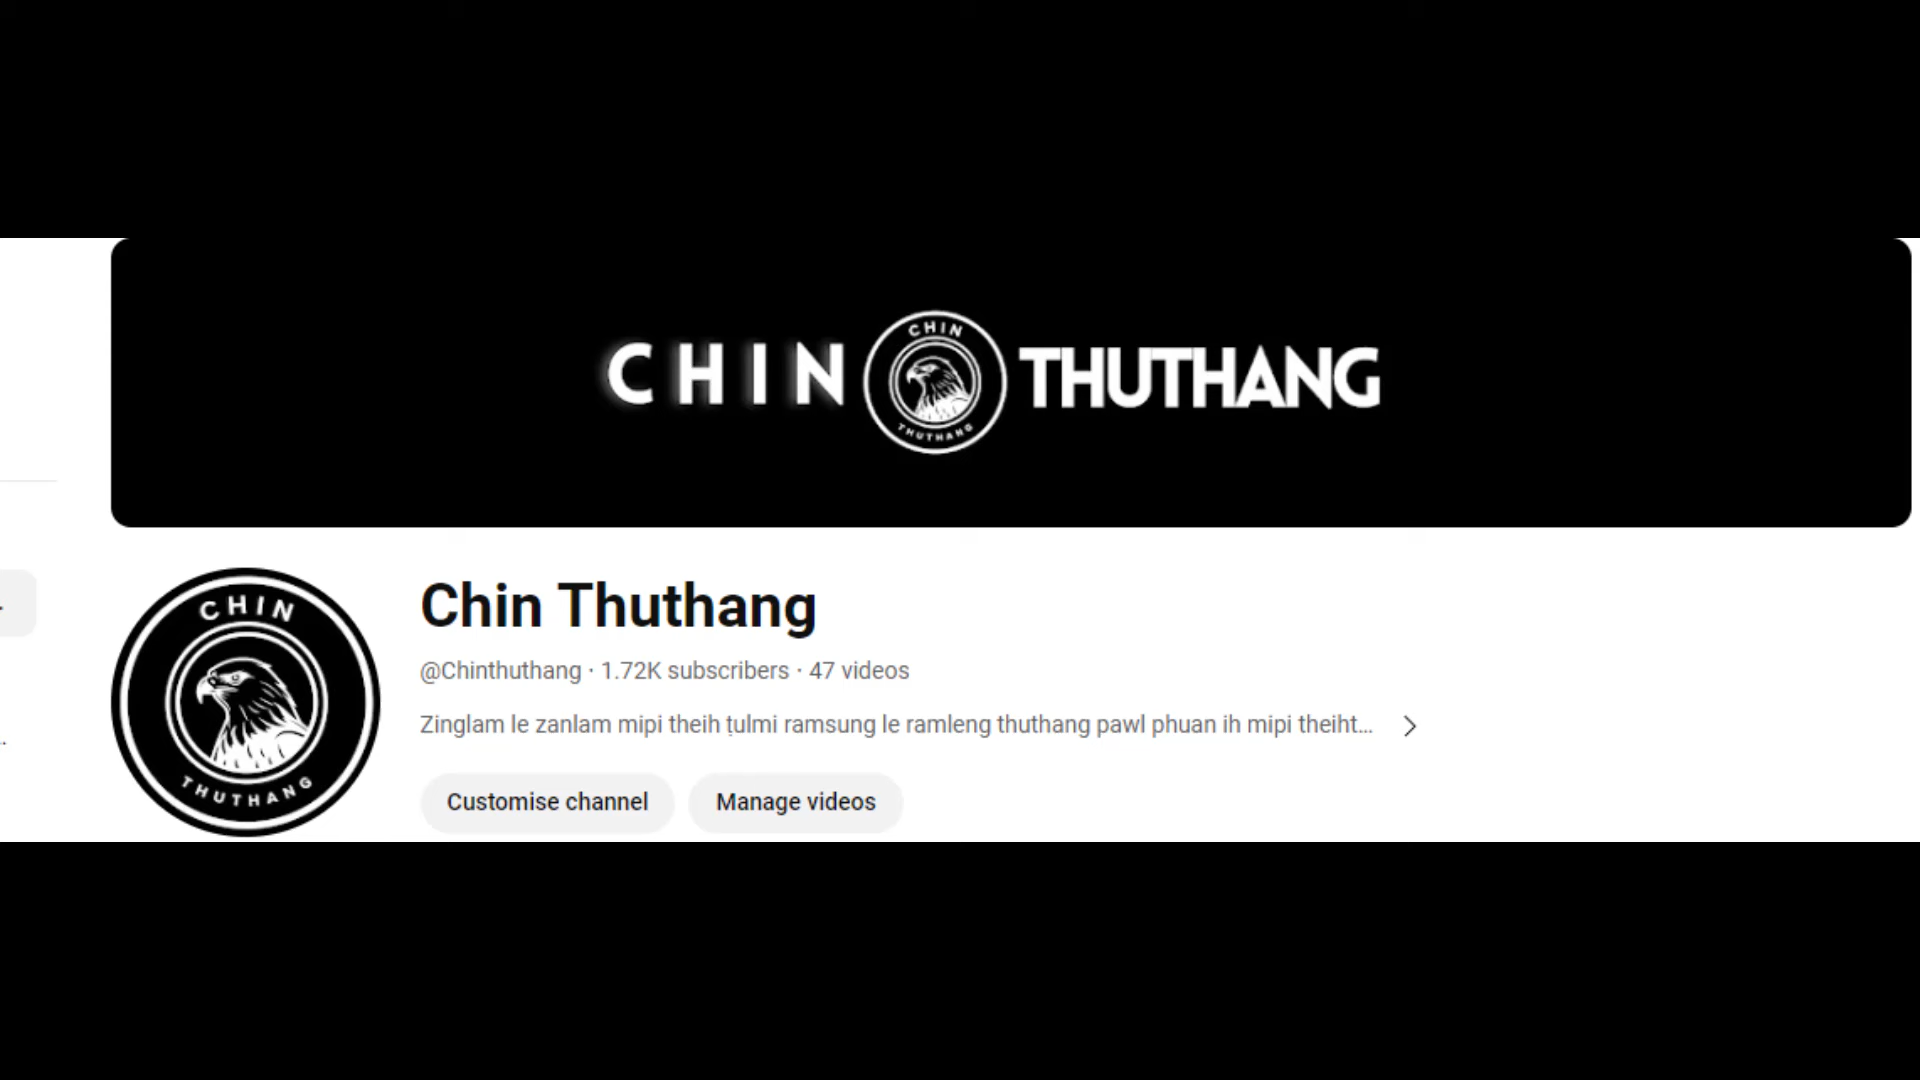 CHIN THUTHANG
CHIN
THUTHANG
CHIN
THUTHANG
Chin Thuthang
@Chinthuthang · 1.72K subscribers · 47 videos
Zinglam le zanlam mipi theih ṭulmi ramsung le ramleng thuthang pawl phuan ih mipi theiht...
Customise channel
Manage videos